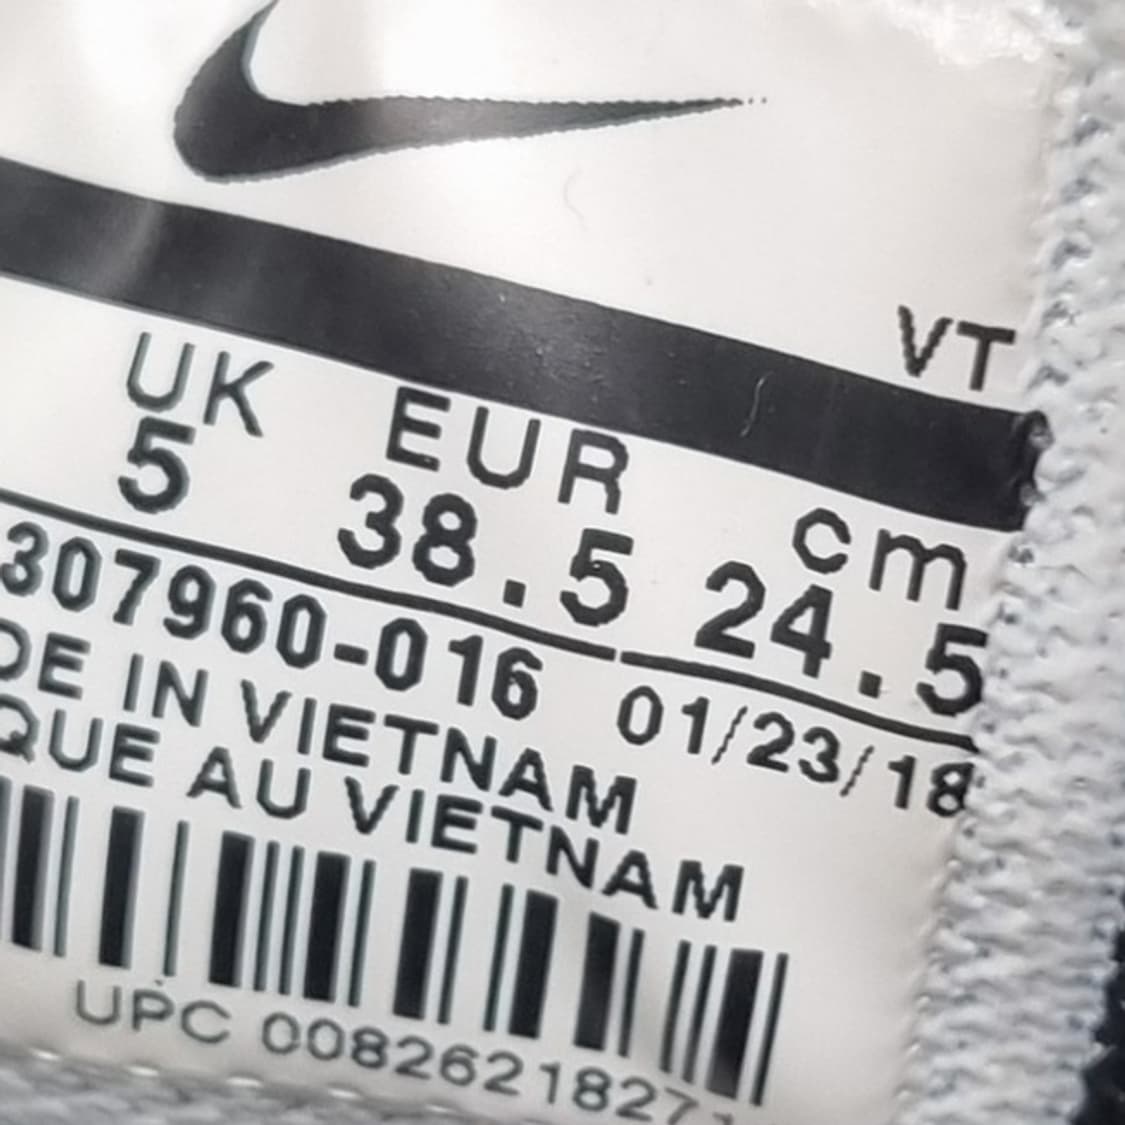 VT
UK EUR cm
5 38.5 24.5
307960-016 01/23/18
DE IN VIETNAM
QUE AU VIETNAM
UPC 00826218271